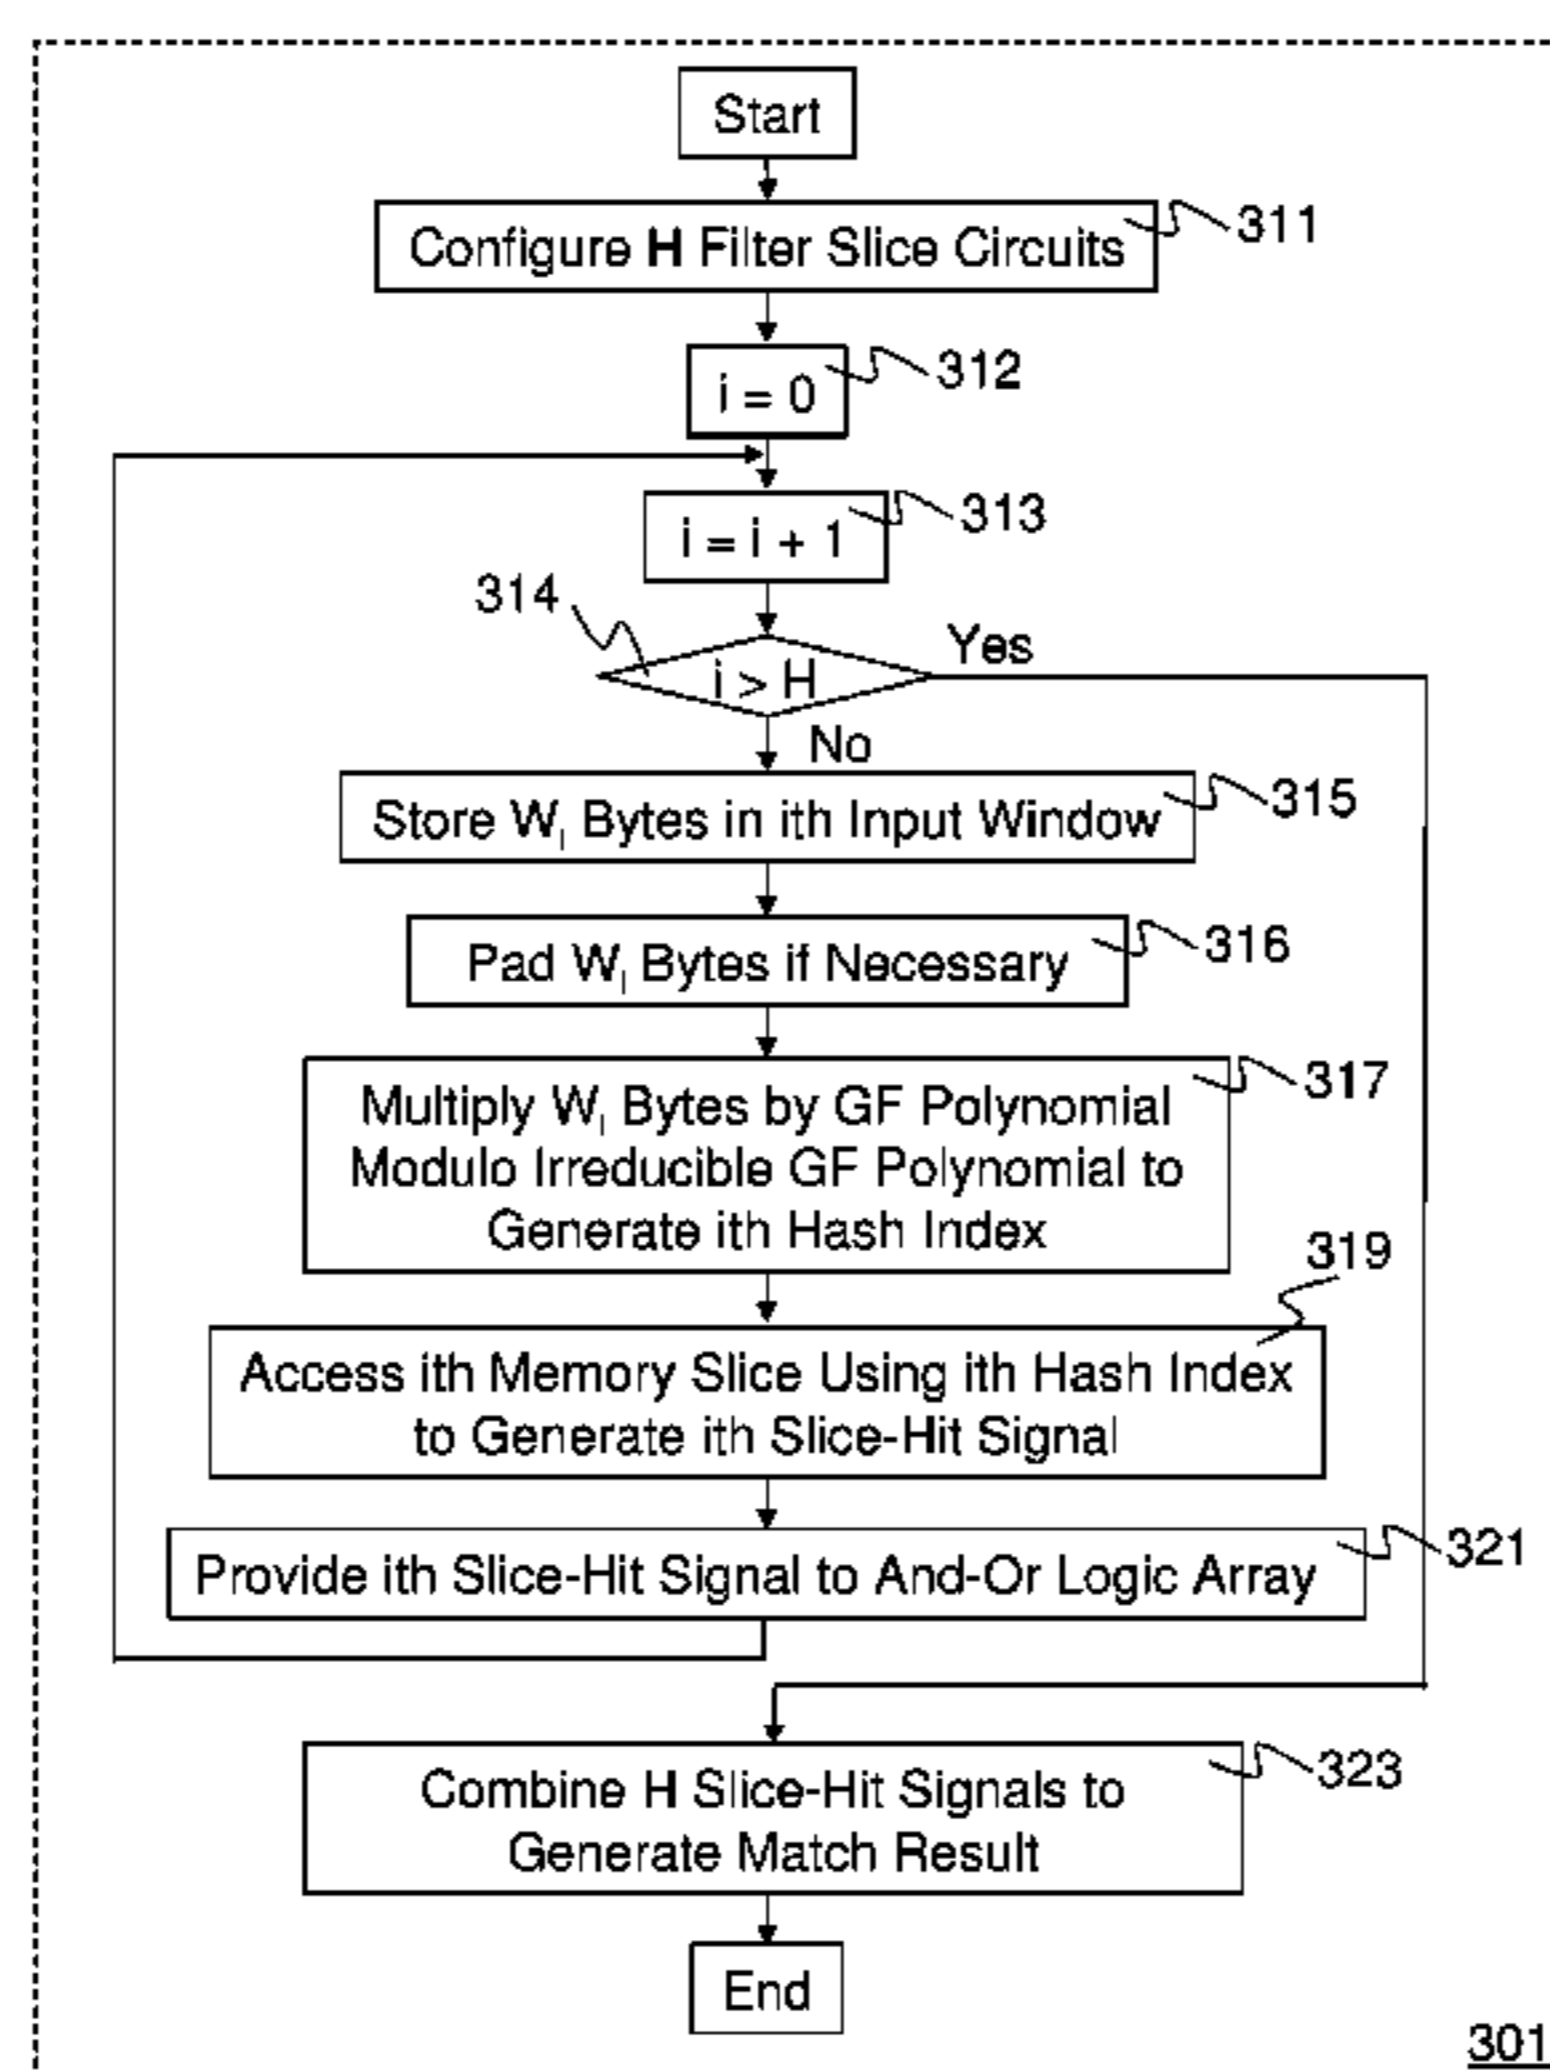 Start
Configure H Filter Slice Circuits
311
i = 0
312
i = i + 1
313
314
i > H
Yes
No
Store Wi Bytes in ith Input Window
315
Pad Wi Bytes if Necessary
316
Multiply Wi Bytes by GF Polynomial
Modulo Irreducible GF Polynomial to
Generate ith Hash Index
317
319
Access ith Memory Slice Using ith Hash Index
to Generate ith Slice-Hit Signal
Provide ith Slice-Hit Signal to And-Or Logic Array
321
Combine H Slice-Hit Signals to
Generate Match Result
323
End
301